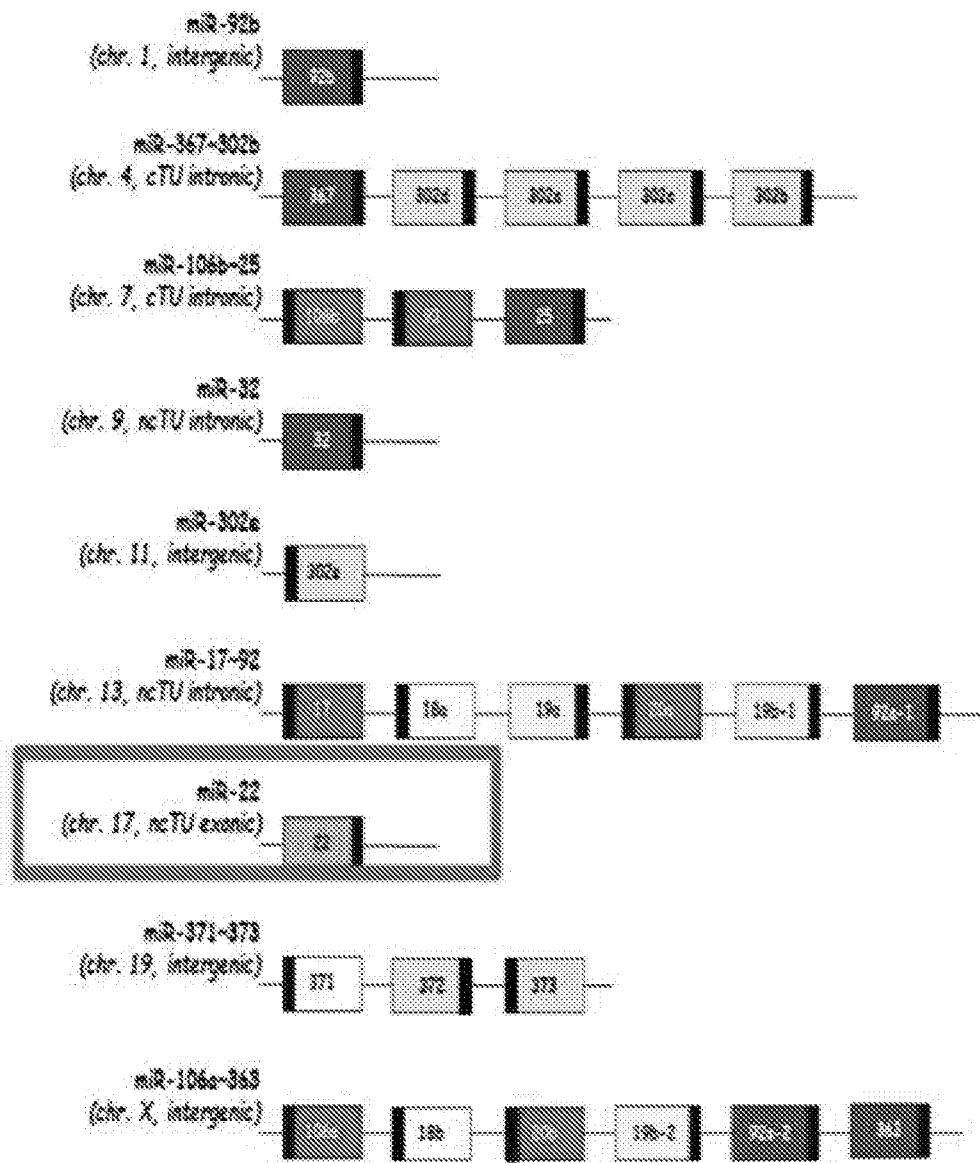 miR-92b
(chr. 1, intergenic)
92b
miR-367~302b
(chr. 4, cTU intronic)
367 302d 302a 302c 302b
miR-106b~25
(chr. 7, cTU intronic)
25
miR-32
(chr. 9, ncTU intronic)
32
miR-302e
(chr. 11, intergenic)
302e
miR-17~92
(chr. 13, ncTU intronic)
17 18a 19a 19b-1 92a-1
miR-22
(chr. 17, ncTU exonic)
22
miR-371~373
(chr. 19, intergenic)
371 372 373
miR-106a~363
(chr. X, intergenic)
106a 18b 19b-2 92a-2 363